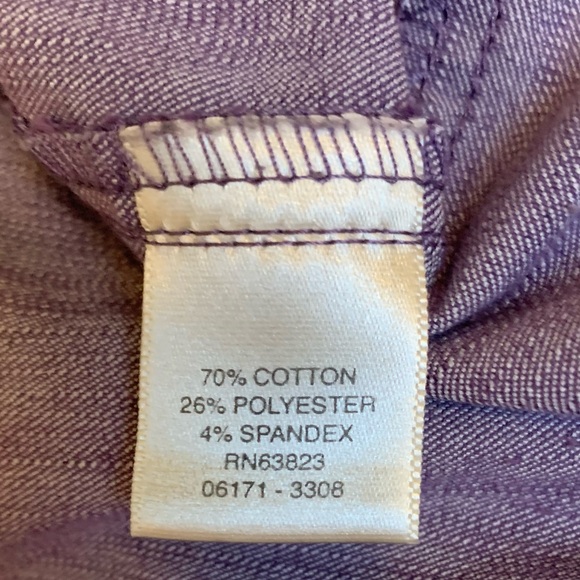 70% COTTON
26% POLYESTER
4% SPANDEX
RN63823
06171 - 3308